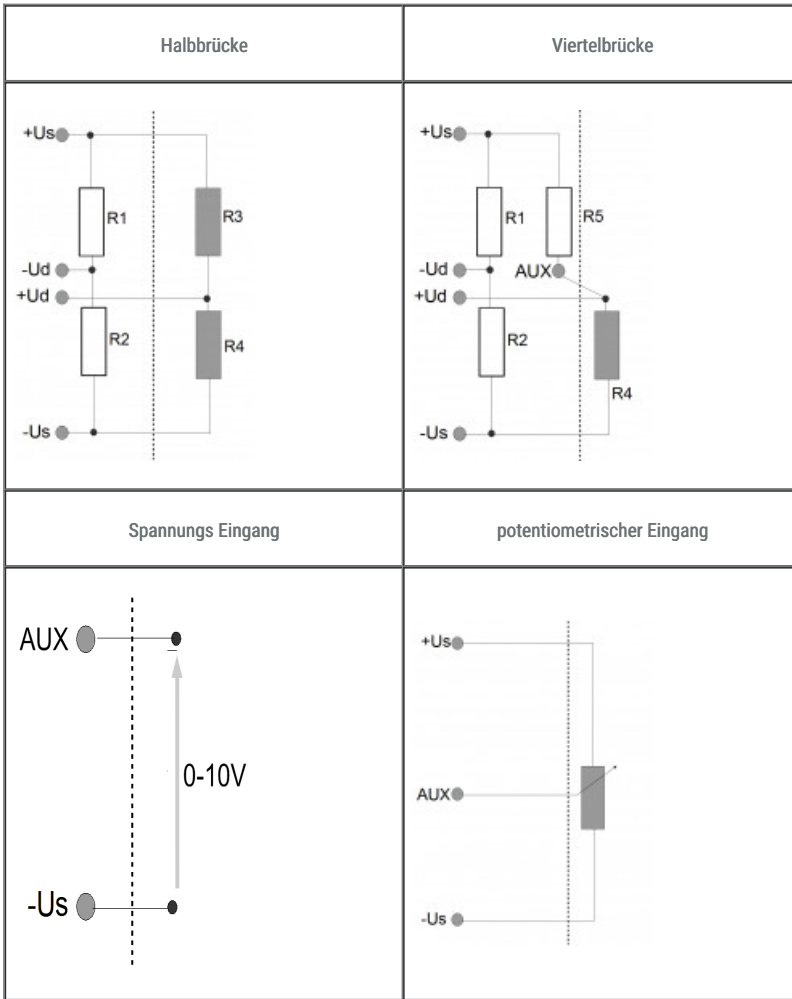 Halbbrücke
Viertelbrücke
+Us
R1
R3
-Ud
+Ud
R2
R4
-Us
+Us
R1
R5
-Ud
AUX
+Ud
R2
R4
-Us
Spannungs Eingang
potentiometrischer Eingang
AUX
0-10V
-Us
+Us
AUX
-Us